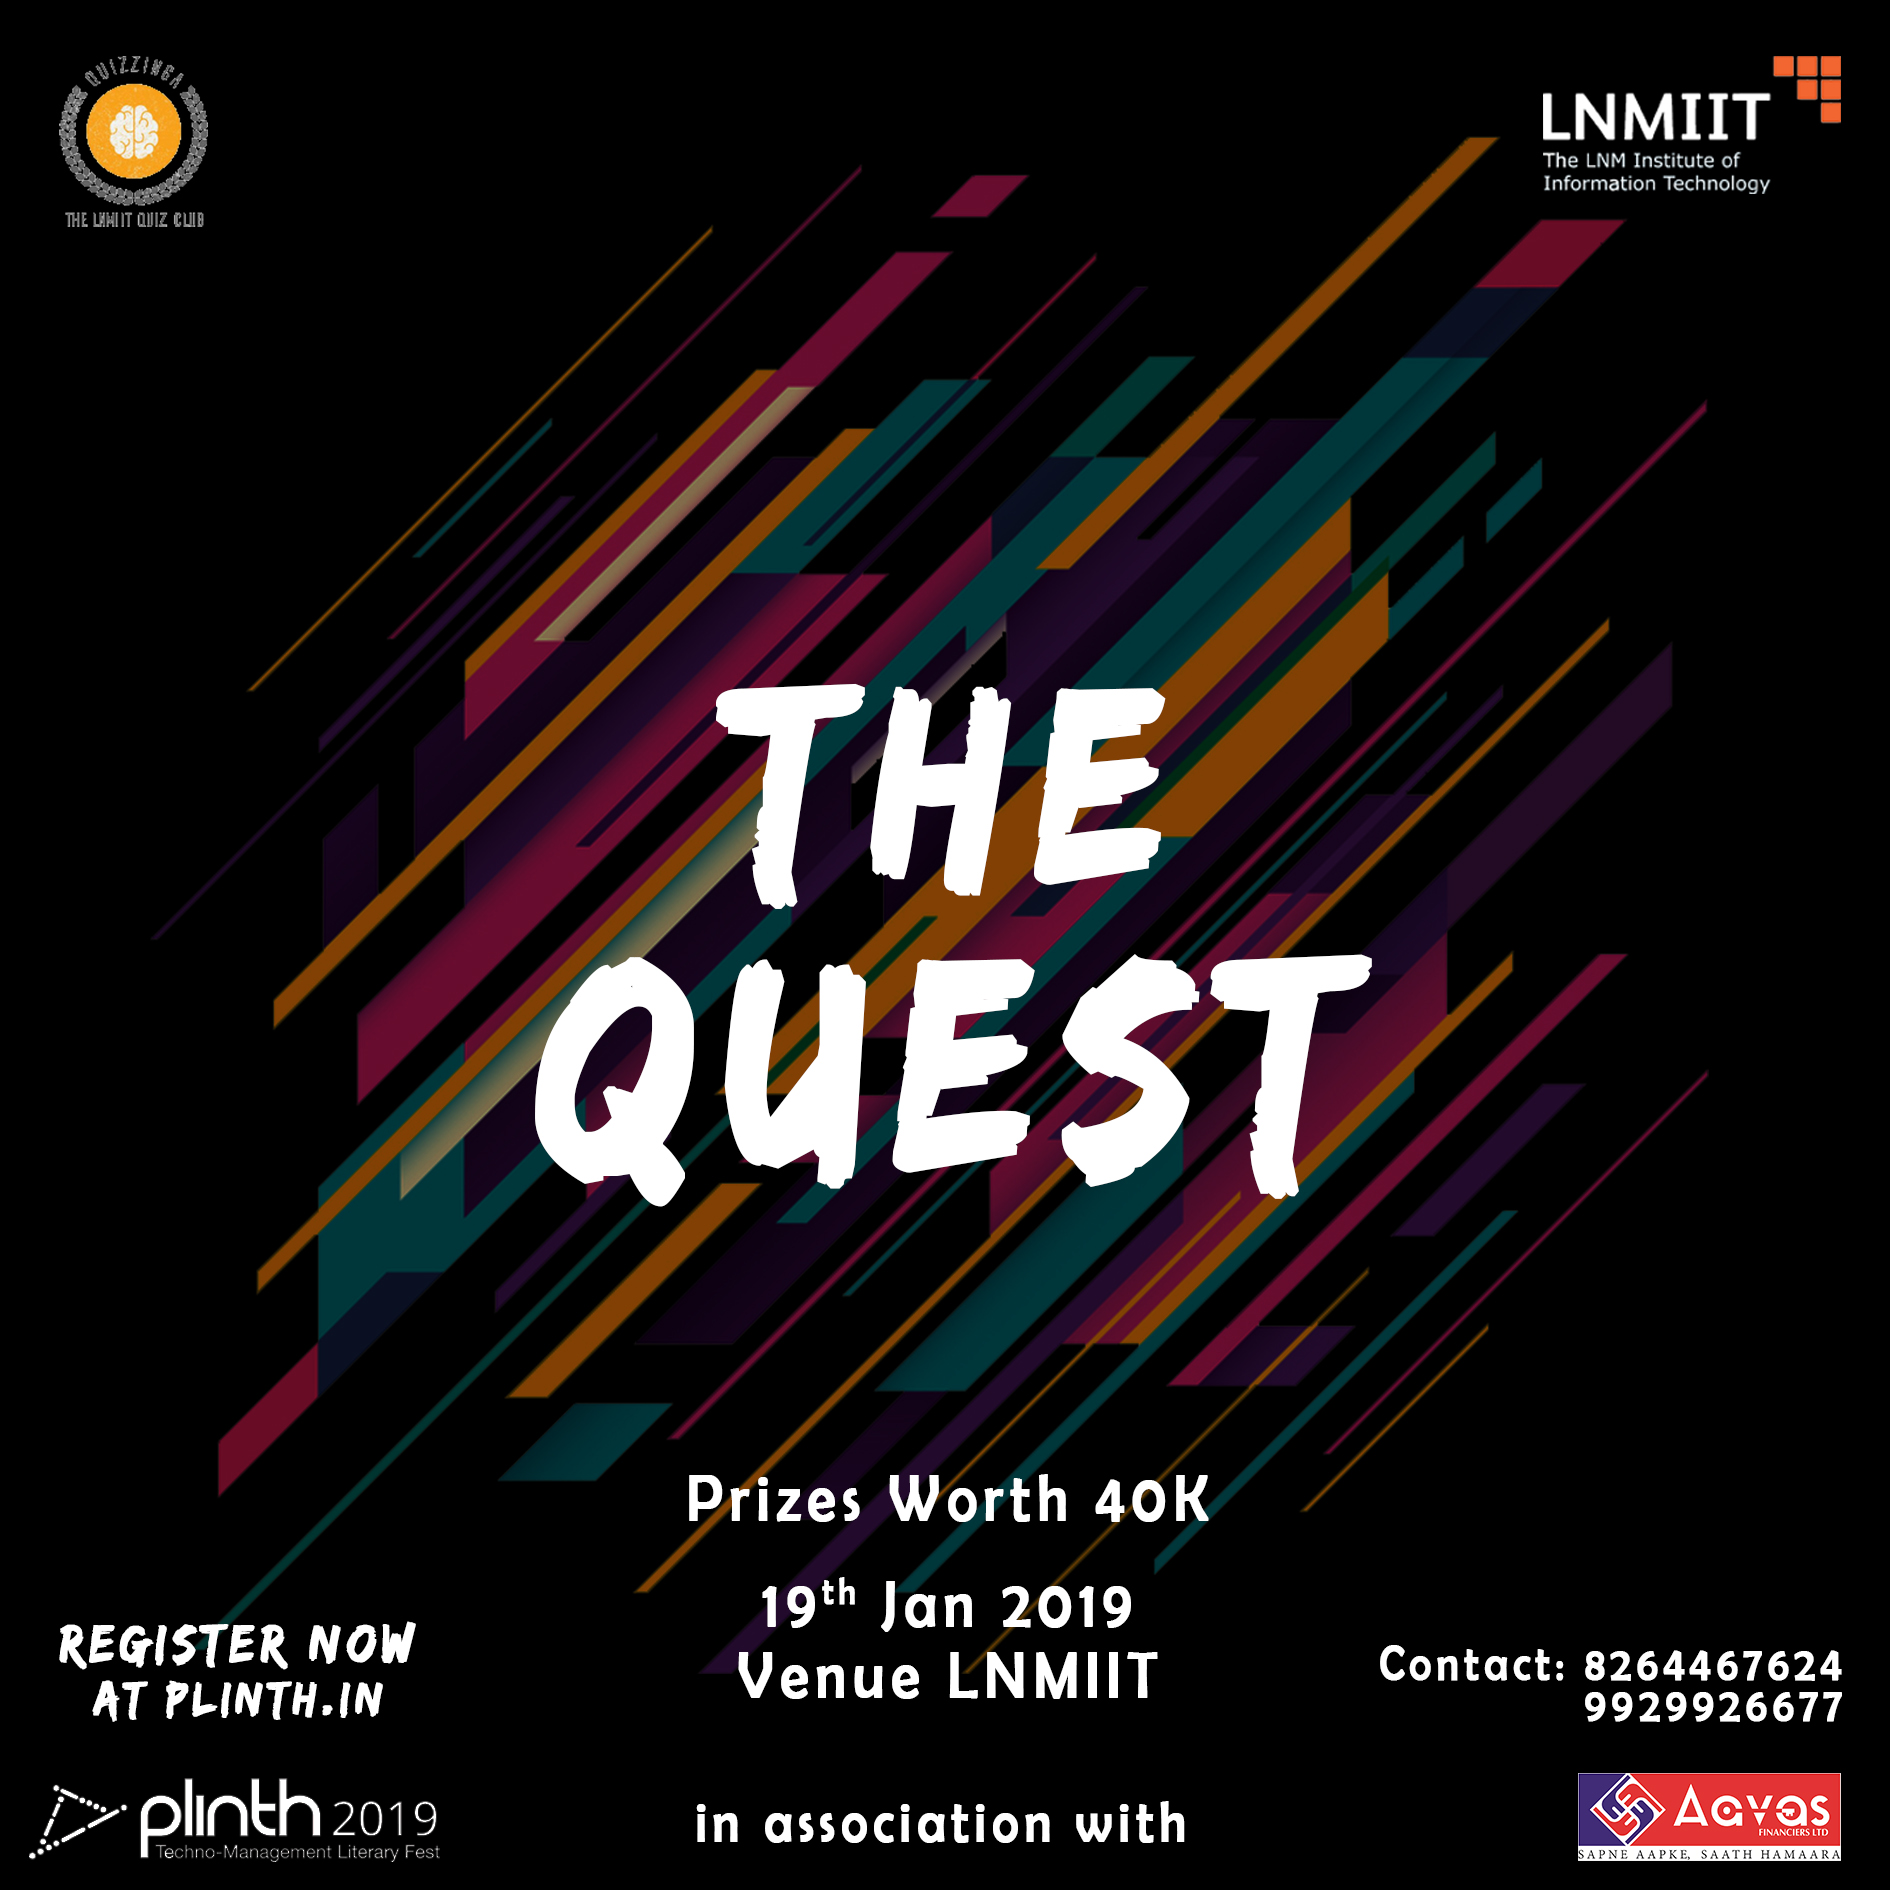 QUIZZINGA
THE LNMIIT QUIZ CLUB
LNMIIT
The LNM Institute of
Information Technology
THE
QUEST
Prizes Worth 40K
19th Jan 2019
Venue LNMIIT
REGISTER NOW
AT PLINTH.IN
Contact: 8264467624
9929926677
plinth 2019
Techno-Management Literary Fest
in association with
Aavas
FINANCIERS LTD
SAPNE AAPKE, SAATH HAMAARA